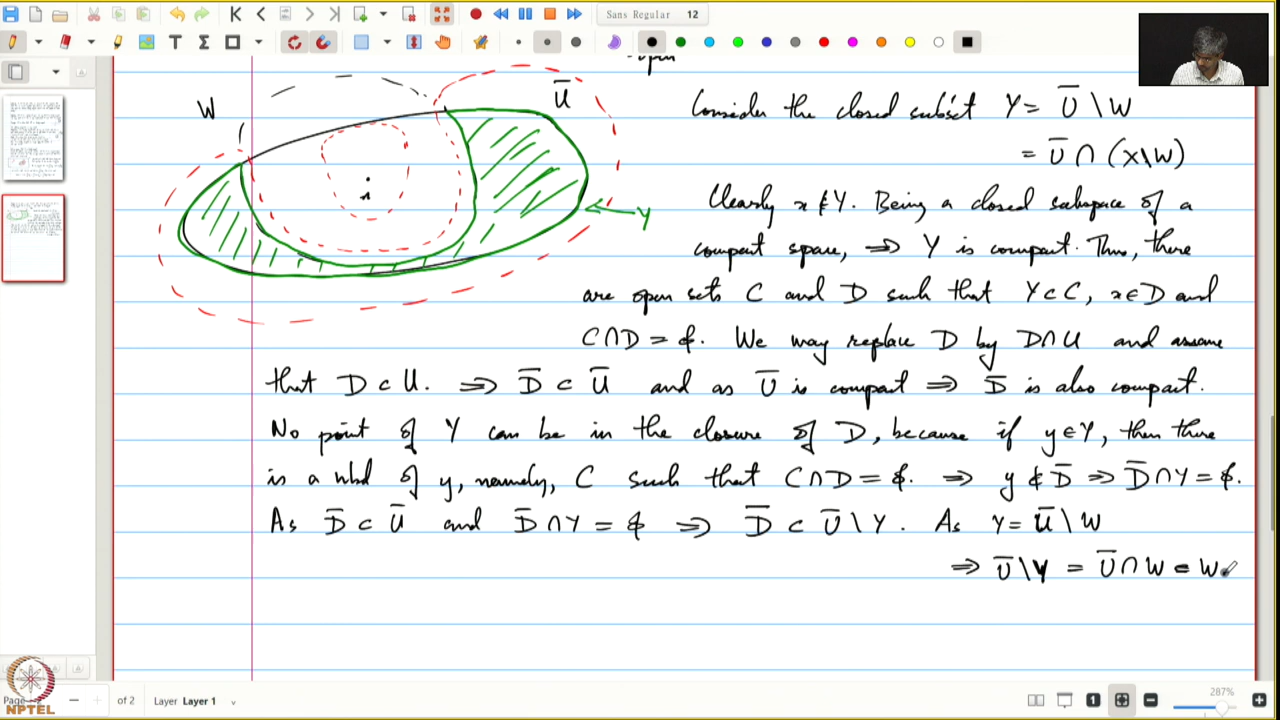 Sans Regular 12
open
W
Ū
x
Y
Consider the closed subset Y = Ū \ W
= Ū ∩ (X\W)
Clearly x ∉ Y. Being a closed subspace of a
compact space, ⇒ Y is compact. Thus, there
are open sets C and D such that Y ⊂ C, x ∈ D and
C ∩ D = ϕ. We may replace D by D ∩ U and assume
that D ⊂ U. ⇒ D̄ ⊂ Ū and as Ū is compact ⇒ D̄ is also compact.
No point of Y can be in the closure of D, because if y ∈ Y, then there
is a nbd of y, namely, C such that C ∩ D = ϕ. ⇒ y ∉ D̄ ⇒ D̄ ∩ Y = ϕ.
As D̄ ⊂ Ū and D̄ ∩ Y = ϕ ⇒ D̄ ⊂ Ū \ Y. As Y = Ū \ W
⇒ Ū \ Y = Ū ∩ W ⊂ W
Page
of 2
Layer Layer 1
287%
NPTEL